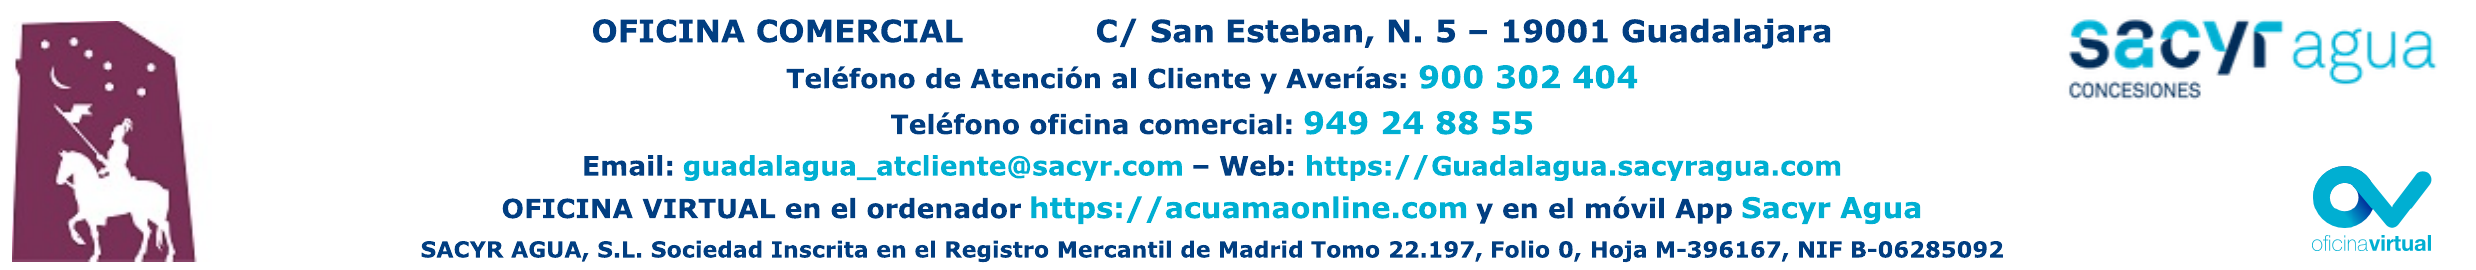 OFICINA COMERCIAL C/ San Esteban, N. 5 – 19001 Guadalajara
Teléfono de Atención al Cliente y Averías: 900 302 404
Teléfono oficina comercial: 949 24 88 55
Email: guadalagua_atcliente@sacyr.com – Web: https://Guadalagua.sacyragua.com
OFICINA VIRTUAL en el ordenador https://acuamaonline.com y en el móvil App Sacyr Agua
SACYR AGUA, S.L. Sociedad Inscrita en el Registro Mercantil de Madrid Tomo 22.197, Folio 0, Hoja M-396167, NIF B-06285092
sacyr agua
CONCESIONES
oficinavirtual